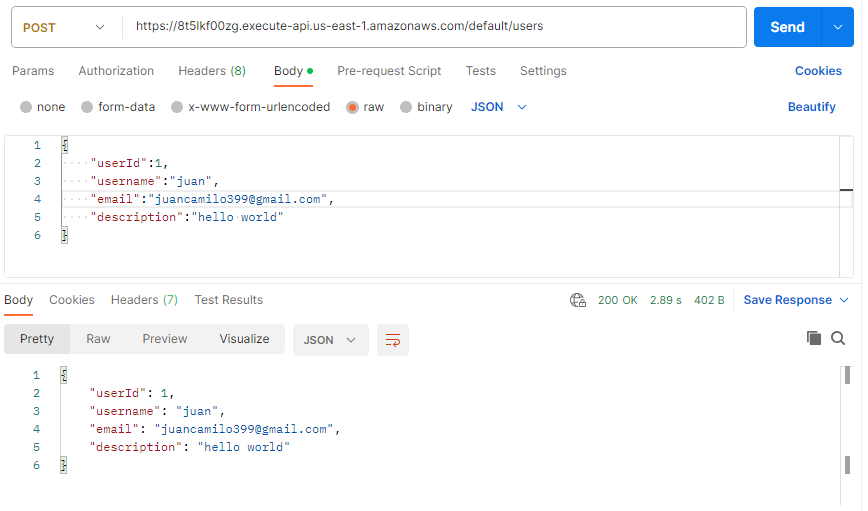 POST https://8t5lkf00zg.execute-api.us-east-1.amazonaws.com/default/users Send
Params Authorization Headers (8) Body Pre-request Script Tests Settings Cookies
none form-data x-www-form-urlencoded raw binary JSON Beautify
1 {
2 "userId":1,
3 "username":"juan",
4 "email":"juancamilo399@gmail.com",
5 "description":"hello world"
6 }
Body Cookies Headers (7) Test Results 200 OK 2.89 s 402 B Save Response
Pretty Raw Preview Visualize JSON
1 {
2 "userId": 1,
3 "username": "juan",
4 "email": "juancamilo399@gmail.com",
5 "description": "hello world"
6 }